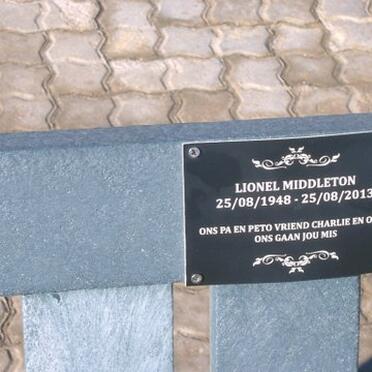 LIONEL MIDDLETON
25/08/1948 - 25/08/2013
ONS PA EN PETO VRIEND CHARLIE EN
ONS GAAN JOU MIS